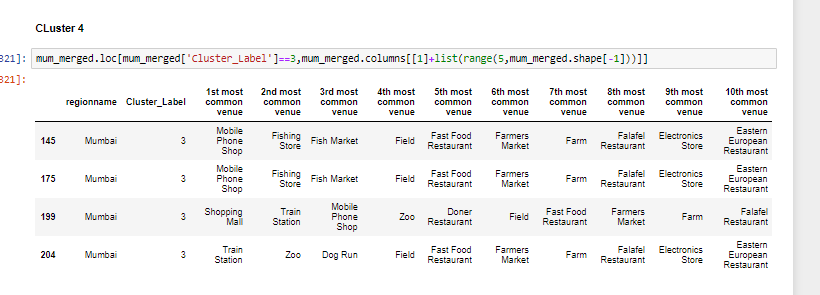 CLuster 4
321]: mum_merged.loc[mum_merged['Cluster_Label']==3,mum_merged.columns[[1]+list(range(5,mum_merged.shape[-1]))]]
321]:
regionname Cluster_Label 1st most common venue 2nd most common venue 3rd most common venue 4th most common venue 5th most common venue 6th most common venue 7th most common venue 8th most common venue 9th most common venue 10th most common venue
145 Mumbai 3 Mobile Phone Shop Fishing Store Fish Market Field Fast Food Restaurant Farmers Market Farm Falafel Restaurant Electronics Store Eastern European Restaurant
175 Mumbai 3 Mobile Phone Shop Fishing Store Fish Market Field Fast Food Restaurant Farmers Market Farm Falafel Restaurant Electronics Store Eastern European Restaurant
199 Mumbai 3 Shopping Mall Train Station Mobile Phone Shop Zoo Doner Restaurant Field Fast Food Restaurant Farmers Market Farm Falafel Restaurant
204 Mumbai 3 Train Station Zoo Dog Run Field Fast Food Restaurant Farmers Market Farm Falafel Restaurant Electronics Store Eastern European Restaurant